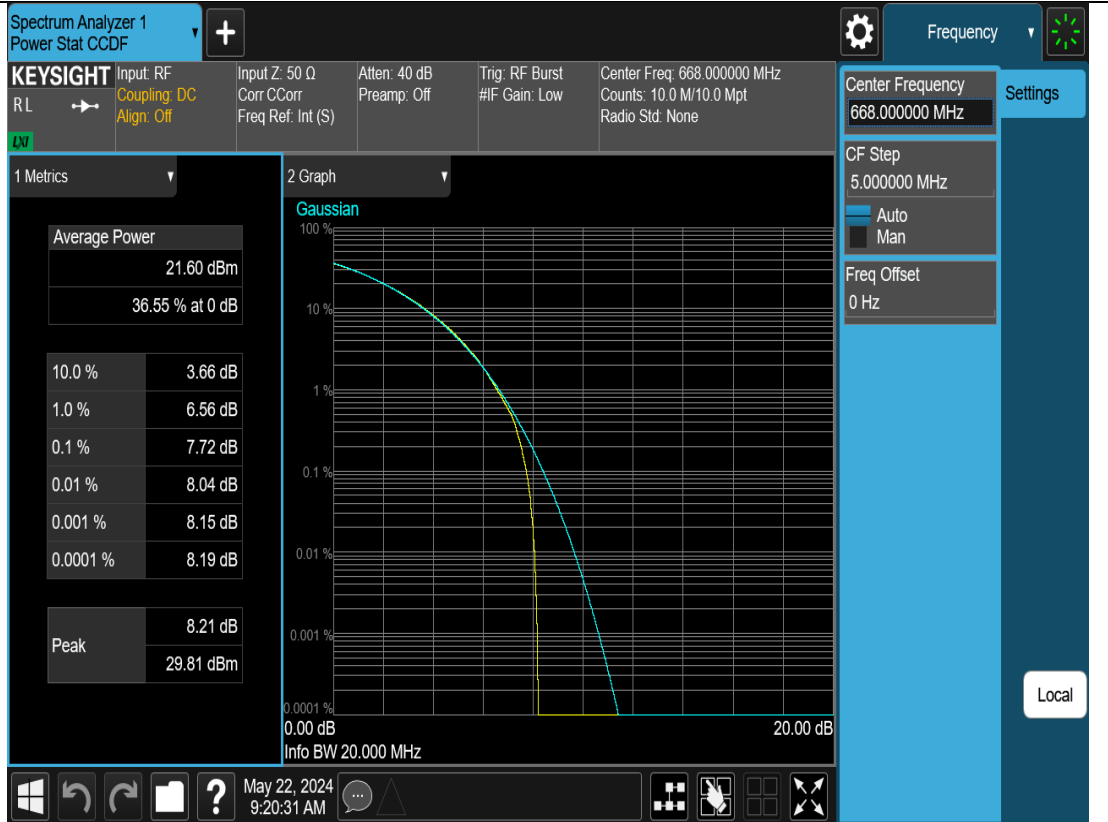 Spectrum Analyzer 1
Power Stat CCDF
+
Frequency
KEYSIGHT
R L
LXI
Input: RF
Coupling: DC
Align: Off
Input Z: 50 Ω
Corr CCorr
Freq Ref: Int (S)
Atten: 40 dB
Preamp: Off
Trig: RF Burst
#IF Gain: Low
Center Freq: 668.000000 MHz
Counts: 10.0 M/10.0 Mpt
Radio Std: None
Center Frequency
668.000000 MHz
Settings
CF Step
5.000000 MHz
Auto
Man
Freq Offset
0 Hz
1 Metrics
Average Power
21.60 dBm
36.55 % at 0 dB
10.0 % 3.66 dB
1.0 % 6.56 dB
0.1 % 7.72 dB
0.01 % 8.04 dB
0.001 % 8.15 dB
0.0001 % 8.19 dB
Peak
8.21 dB
29.81 dBm
2 Graph
Gaussian
100 %
10 %
1 %
0.1 %
0.01 %
0.001 %
0.0001 %
0.00 dB 20.00 dB
Info BW 20.000 MHz
Local
?
May 22, 2024
9:20:31 AM